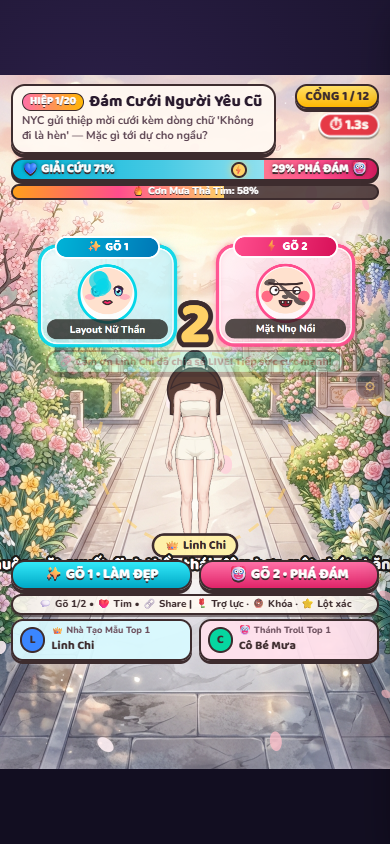 HIỆP 1/20 Đám Cưới Người Yêu Cũ
NYC gửi thiệp mời cưới kèm dòng chữ 'Không
đi là hèn' — Mặc gì tới dự cho ngầu?
CỔNG 1 / 12
1.3s
GIẢI CỨU 71%
29% PHÁ ĐÁM
Cơn Mưa Thả Tim: 58%
GÕ 1
GÕ 2
Layout Nữ Thần
Mặt Nhọ Nồi
2
Linh Chi
GÕ 1 • LÀM ĐẸP
GÕ 2 • PHÁ ĐÁM
Gõ 1/2 • Tim • Share | Trợ lực · Khóa · Lột xác
L
Nhà Tạo Mẫu Top 1
Linh Chi
C
Thánh Troll Top 1
Cô Bé Mưa